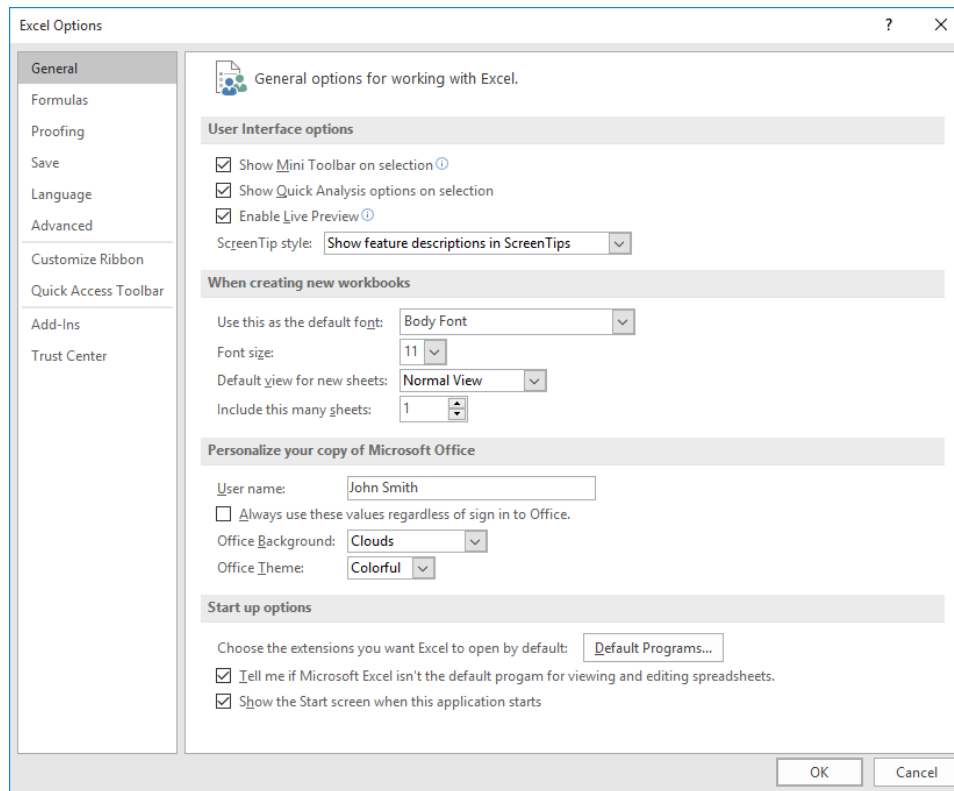 Excel Options
?
General
Formulas
Proofing
Save
Language
Advanced
Customize Ribbon
Quick Access Toolbar
Add-Ins
Trust Center
General options for working with Excel.
User Interface options
Show Mini Toolbar on selection
Show Quick Analysis options on selection
Enable Live Preview
ScreenTip style: Show feature descriptions in ScreenTips
When creating new workbooks
Use this as the default font: Body Font
Font size: 11
Default view for new sheets: Normal View
Include this many sheets: 1
Personalize your copy of Microsoft Office
User name: John Smith
Always use these values regardless of sign in to Office.
Office Background: Clouds
Office Theme: Colorful
Start up options
Choose the extensions you want Excel to open by default: Default Programs...
Tell me if Microsoft Excel isn't the default progam for viewing and editing spreadsheets.
Show the Start screen when this application starts
OK Cancel